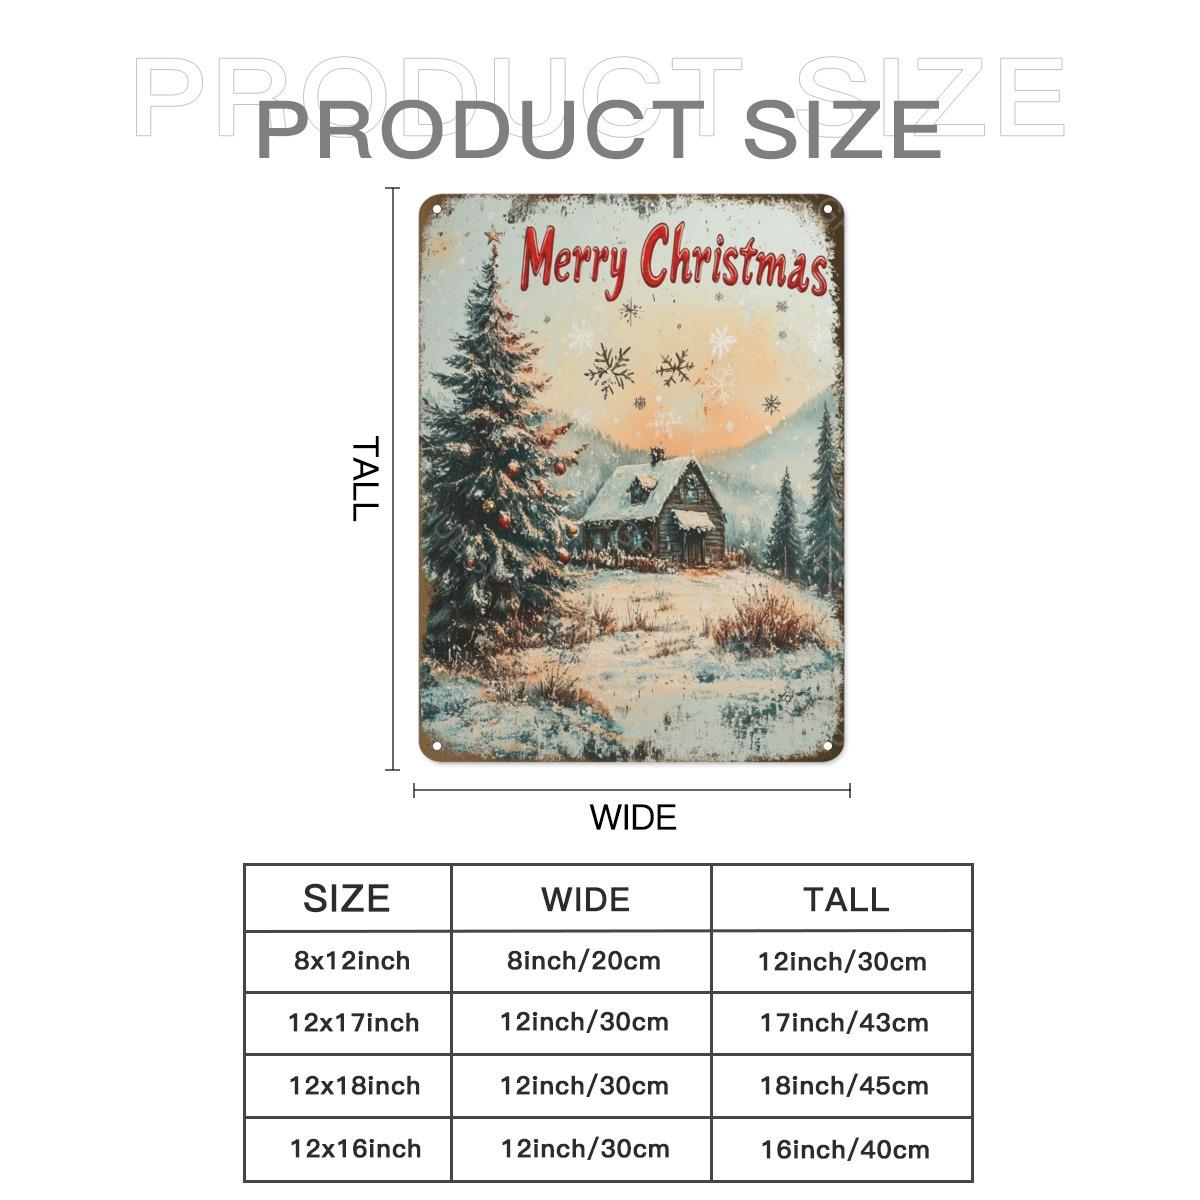 PRODUCT SIZE
PRODUCT SIZE
Merry Christmas
TALL
WIDE
SIZE WIDE TALL
8x12inch 8inch/20cm 12inch/30cm
12x17inch 12inch/30cm 17inch/43cm
12x18inch 12inch/30cm 18inch/45cm
12x16inch 12inch/30cm 16inch/40cm